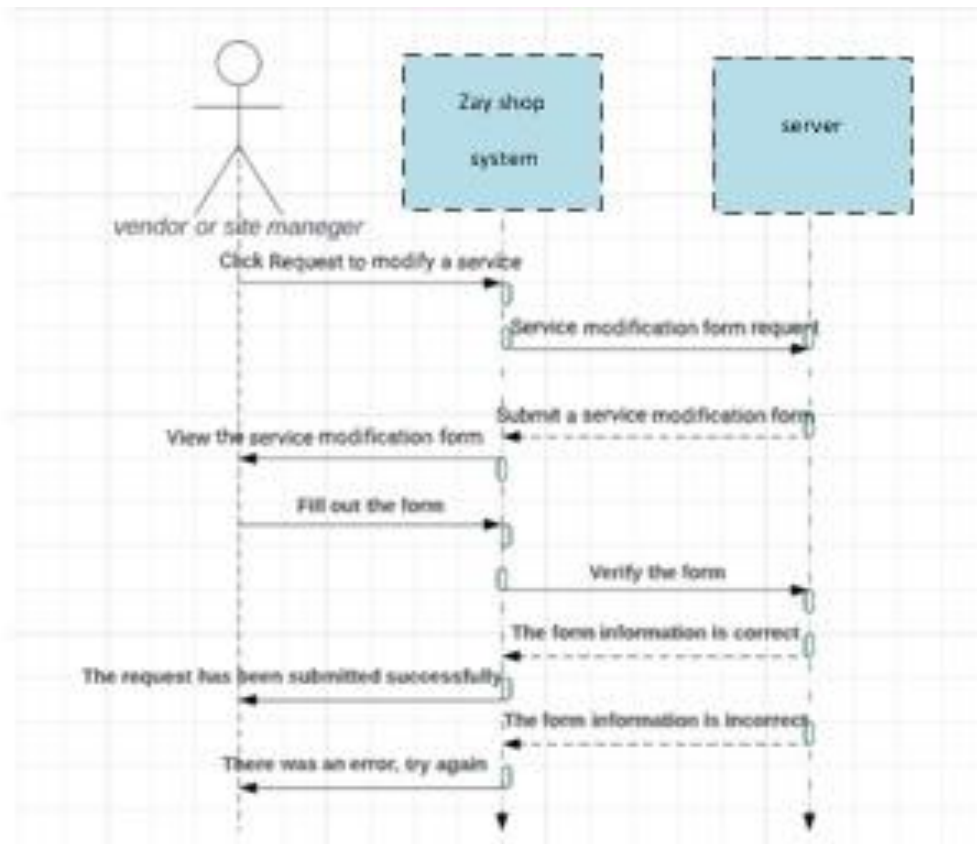 Zay shop
system
server
vendor or site maneger
Click Request to modify a service
Service modification form request
Submit a service modification form
View the service modification form
Fill out the form
Verify the form
The form information is correct
The request has been submitted successfully
The form information is incorrect
There was an error, try again